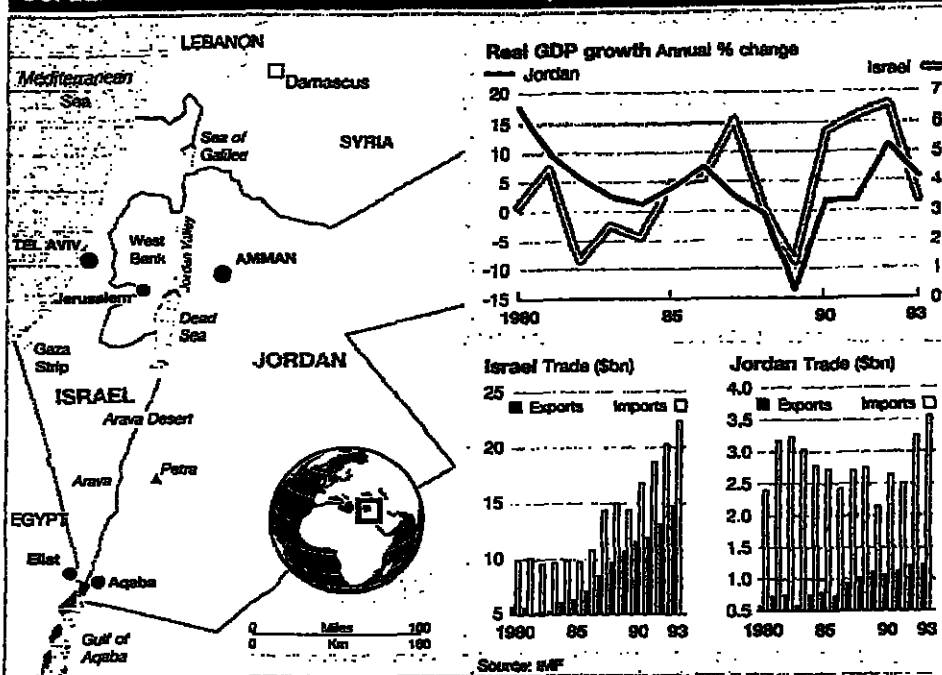 LEBANON
Damascus
Mediterranean
Sea
Sea of
Galilee
SYRIA
TEL AVIV
West
Bank
Jordan Valley
AMMAN
Jerusalem
Dead
Sea
Gaza
Strip
JORDAN
ISRAEL
Arava Desert
Petra
Arava
EGYPT
Eilat
Aqaba
Gulf of
Aqaba
0 Miles 100
0 Km 160
Real GDP growth Annual % change
Jordan
Israel
20
15
10
5
0
-5
-10
-15
7
6
5
4
3
2
1
0
1980 85 90 93
Israel Trade ($bn)
25
Exports Imports
20
15
10
5
1980 85 90 93
Jordan Trade ($bn)
4.0
Exports Imports
3.5
3.0
2.5
2.0
1.5
1.0
0.5
1980 90 93
Source: IMF